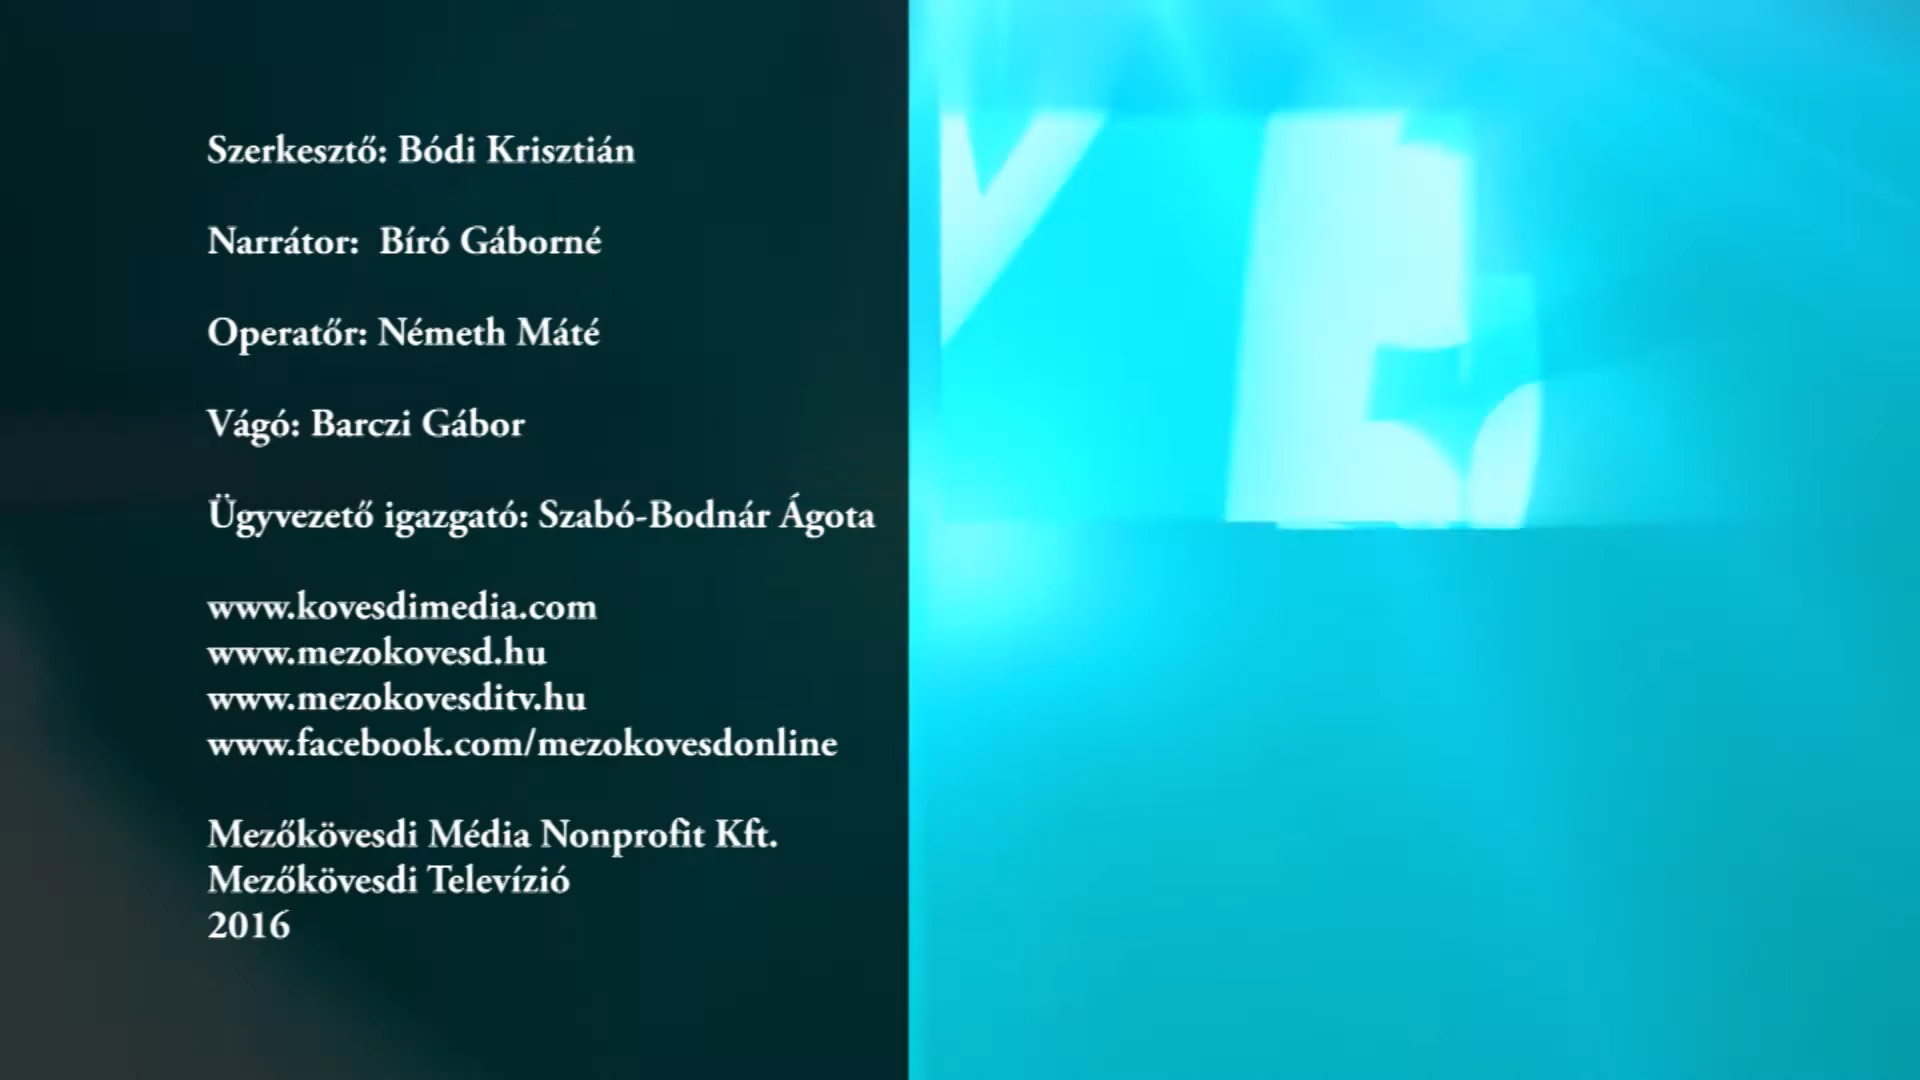 Szerkesztő: Bódi Krisztián
Narrátor:  Bíró Gáborné
Operatőr: Németh Máté
Vágó: Barczi Gábor
Ügyvezető igazgató: Szabó-Bodnár Ágota
www.kovesdimedia.com
www.mezokovesd.hu
www.mezokovesditv.hu
www.facebook.com/mezokovesdonline
Mezőkövesdi Média Nonprofit Kft.
Mezőkövesdi Televízió
2016